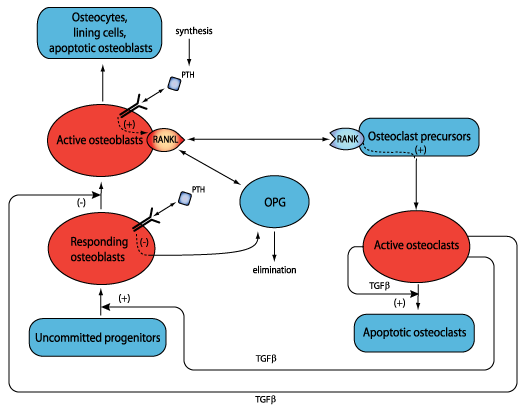 Osteocytes,
lining cells,
apoptotic osteoblasts
synthesis
PTH
(+)
Active osteoblasts
RANKL
RANK
Osteoclast precursors
(+)
(-)
PTH
(-)
Responding
osteoblasts
OPG
elimination
Active osteoclasts
TGFβ
(+)
(+)
Uncommitted progenitors
Apoptotic osteoclasts
TGFβ
TGFβ